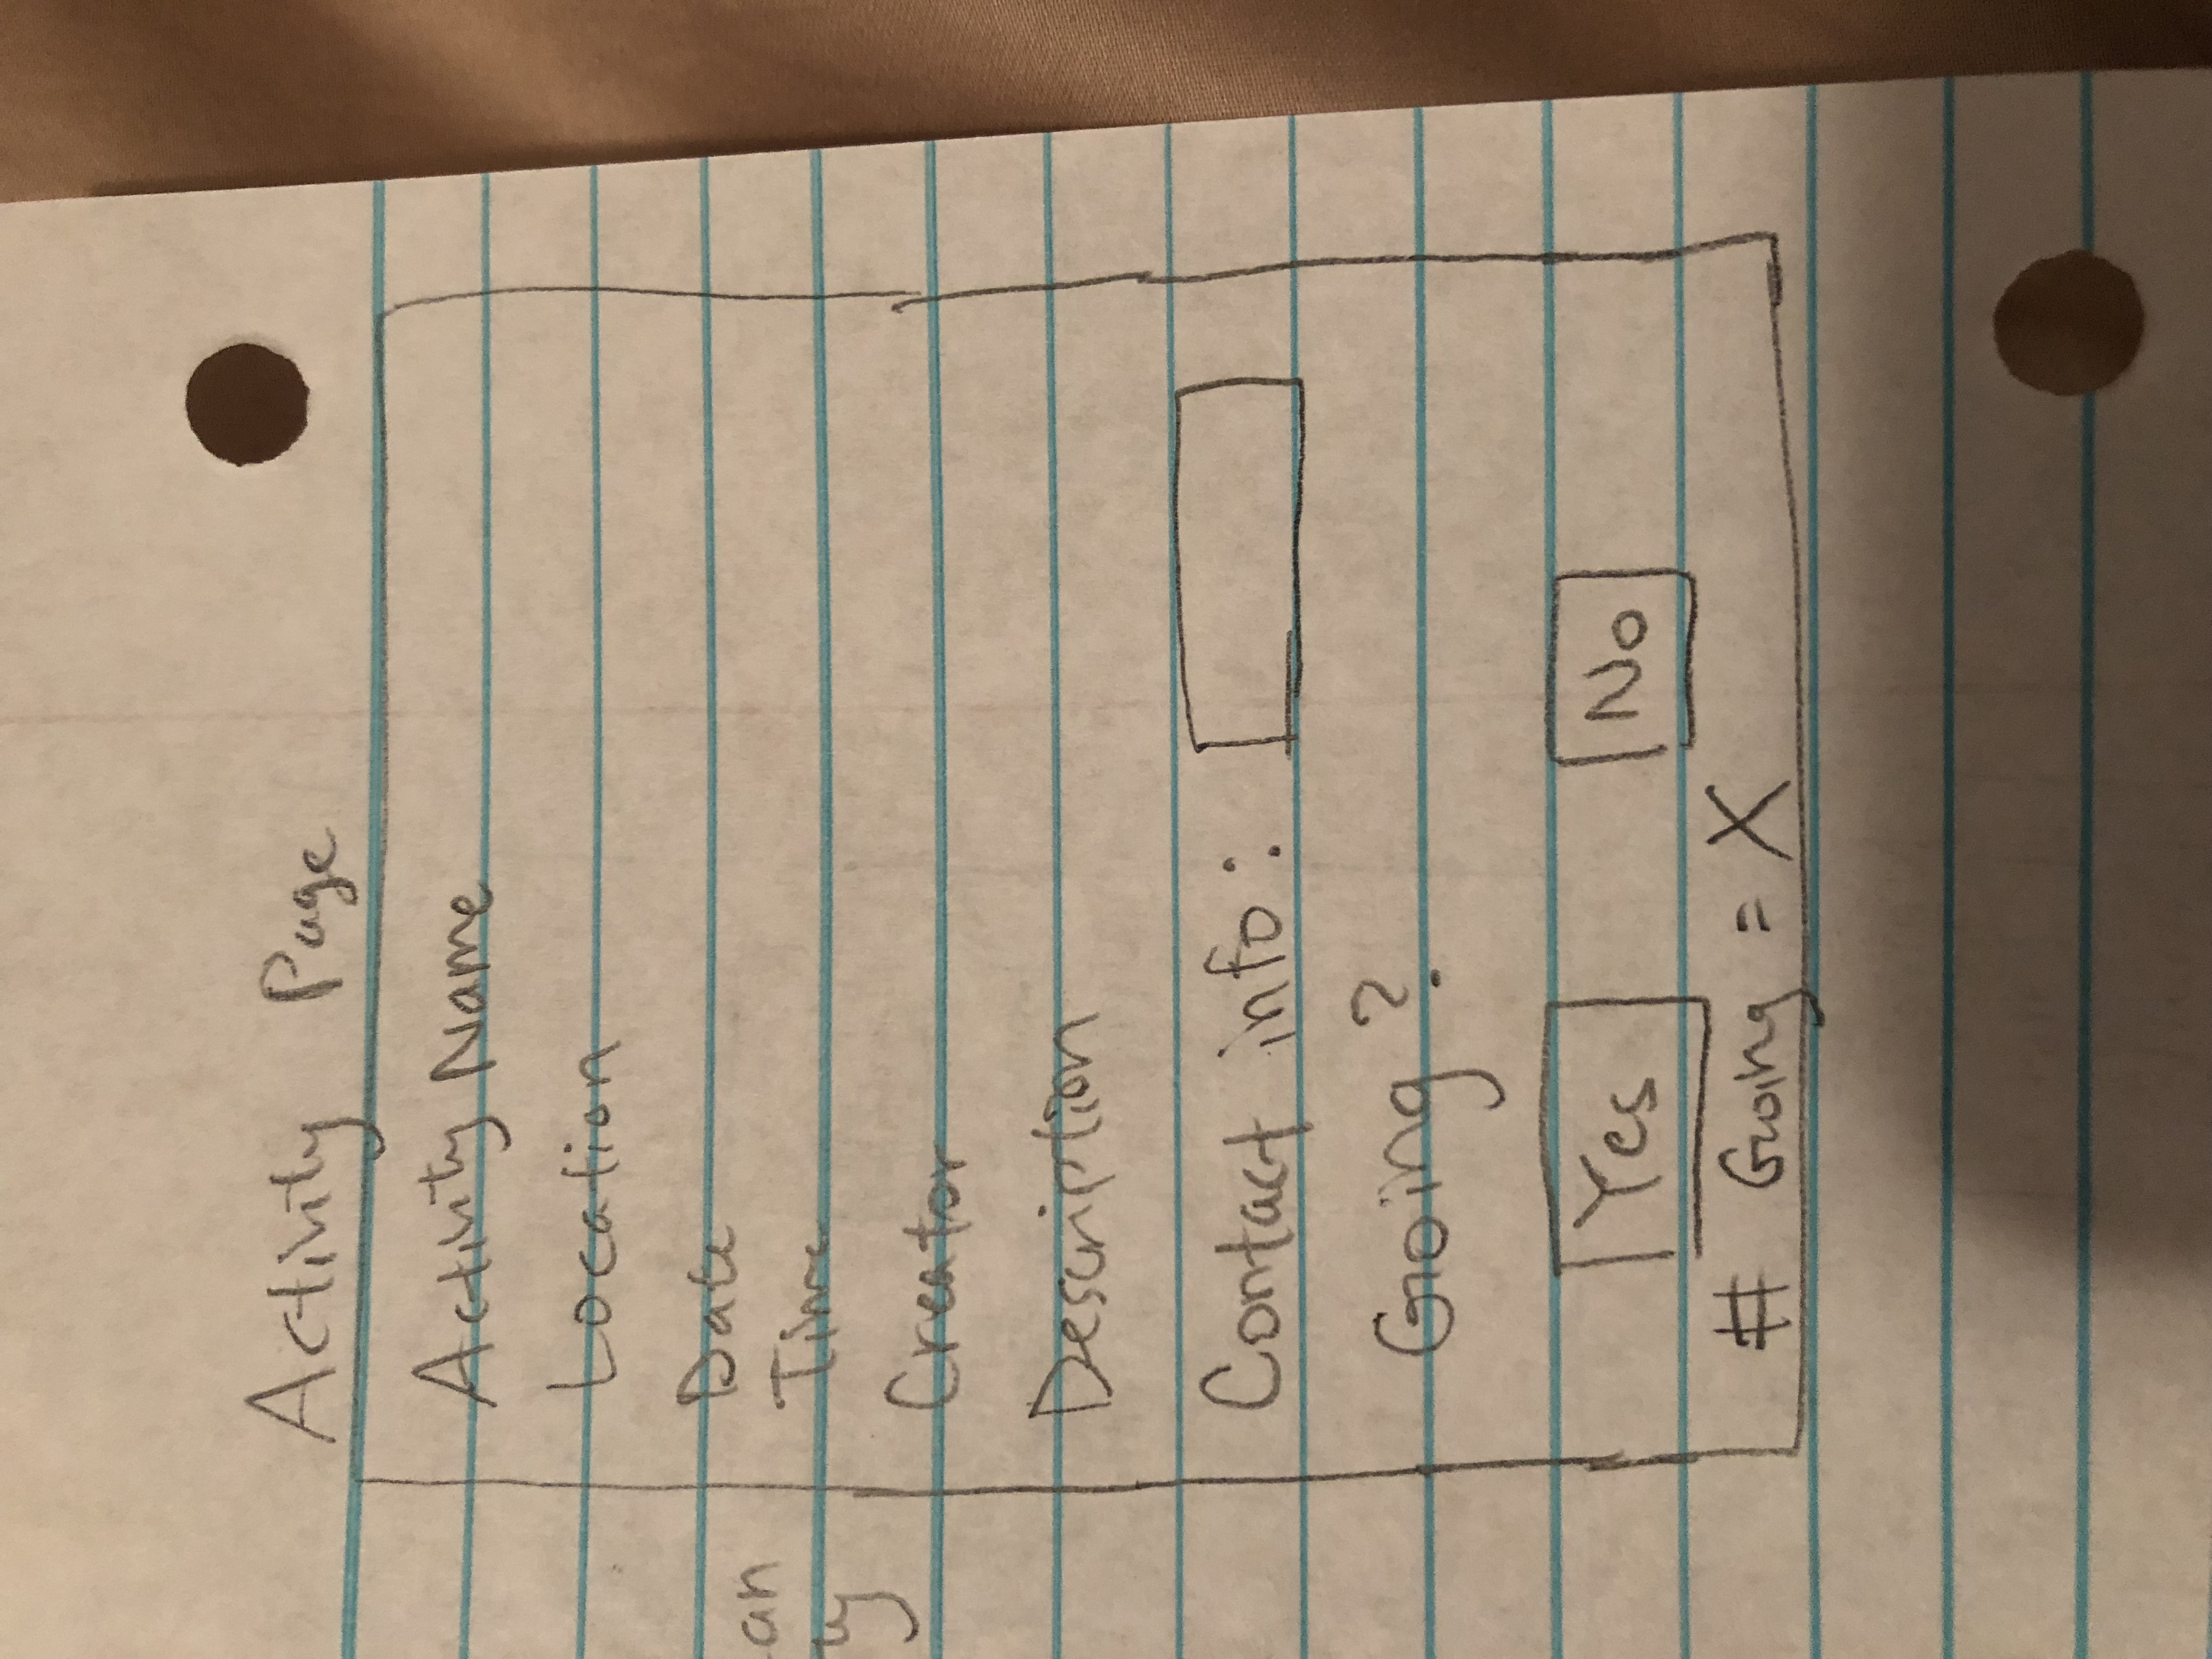 Activity Page
Activity Name
Location
Date
an
Time
ty
Creator
Description
Contact info:
Going?
Yes No
# Going = X